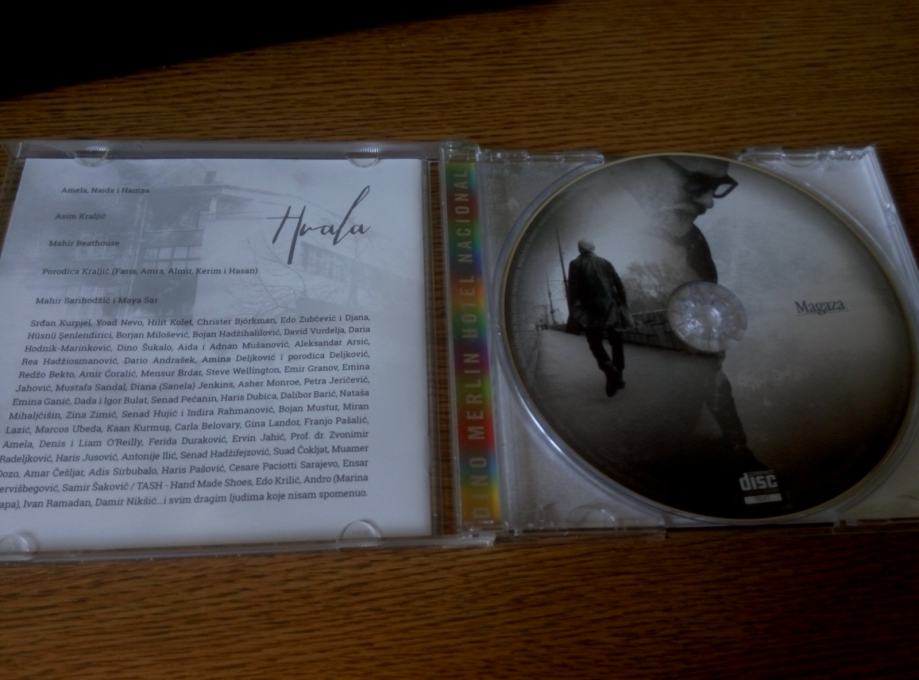 Hvala
Amela, Naida i Hamza
Asim Kraljić
Mahir Beathouse
Porodica Kraljić (Faris, Amra, Almir, Kerim i Hasan)
Mahir Sarihodžić i Maya Sar
Srđan Kurpjel, Yoad Nevo, Hilit Kolet, Christer Björkman, Edo Zubčević i Djana,
Hüsnü Şenlendirici, Borjan Milošević, Bojan Hadžihalilović, David Vurdelja, Daria
Hodnik-Marinković, Dino Šukalo, Aida i Adnan Mušanović, Aleksandar Arsić,
Rea Hadžiosmanović, Dario Andrašek, Amina Deljković i porodica Deljković,
Redžo Bekto, Amir Ćoralić, Mensur Brdar, Steve Wellington, Emir Granov, Emina
Jahović, Mustafa Sandal, Diana (Sanela) Jenkins, Asher Monroe, Petra Jeričević,
Emina Ganić, Dada i Igor Bulat, Senad Pećanin, Haris Dubica, Dalibor Barić, Nataša
Mihaljčišin, Zina Zimić, Senad Hujić i Indira Rahmanović, Bojan Mustur, Miran
Lazić, Marcos Ubeda, Kaan Kurmuş, Carla Belovary, Gina Landor, Franjo Pašalić,
Amela, Denis i Liam O'Reilly, Ferida Duraković, Ervin Jahić, Prof. dr. Zvonimir
Radeljković, Haris Jusović, Antonije Ilić, Senad Hadžifejzović, Suad Čokljat, Muamer
Dozo, Amar Češljar, Adis Sirbubalo, Haris Pašović, Cesare Paciotti Sarajevo, Ensar
ervišbegović, Samir Šaković / TASH - Hand Made Shoes, Edo Krilić, Andro (Marina
apa), Ivan Ramadan, Damir Nikšić...i svim dragim ljudima koje nisam spomenuo.
DINO MERLIN HOTEL NACIONAL
Magaza
disc